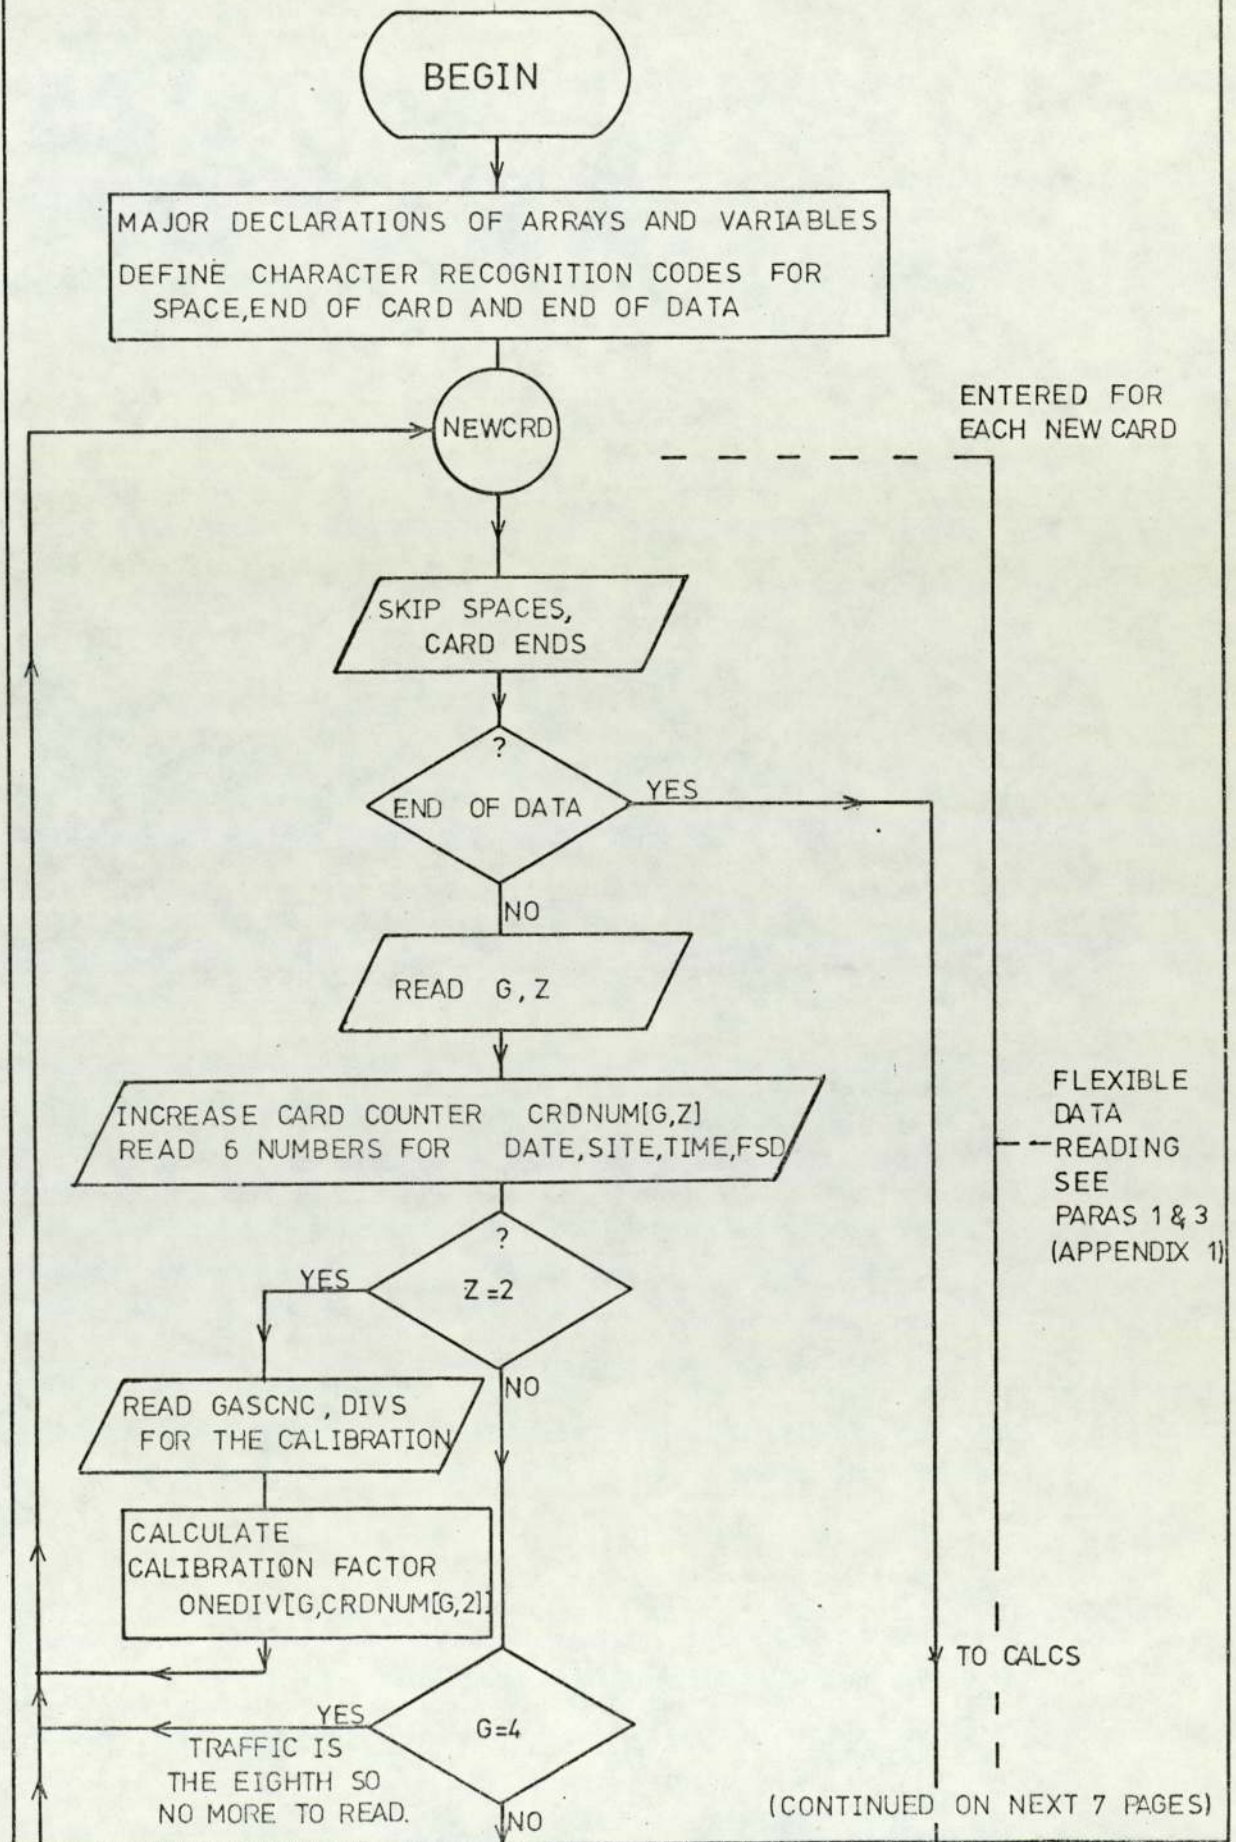 BEGIN
MAJOR DECLARATIONS OF ARRAYS AND VARIABLES
DEFINE CHARACTER RECOGNITION CODES FOR
SPACE,END OF CARD AND END OF DATA
NEWCRD
ENTERED FOR
EACH NEW CARD
SKIP SPACES,
CARD ENDS
?
END OF DATA
YES
NO
READ G,Z
INCREASE CARD COUNTER CRDNUM[G,Z]
READ 6 NUMBERS FOR DATE,SITE,TIME,FSD
FLEXIBLE
DATA
READING
SEE
PARAS 1 & 3
(APPENDIX 1)
?
Z=2
YES
NO
READ GASCNC, DIVS
FOR THE CALIBRATION
CALCULATE
CALIBRATION FACTOR
ONEDIV[G,CRDNUM[G,2]]
TO CALCS
G=4
YES
TRAFFIC IS
THE EIGHTH SO
NO MORE TO READ.
NO
(CONTINUED ON NEXT 7 PAGES)